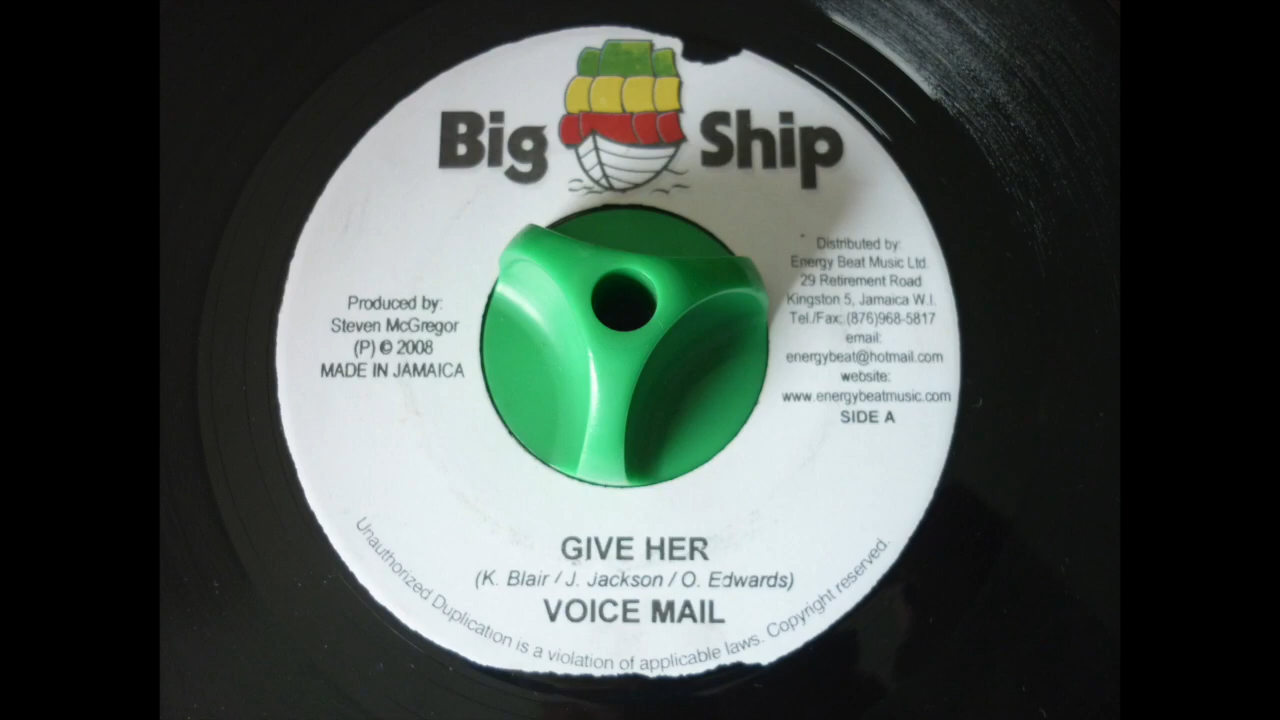 Big Ship
Produced by:
Steven McGregor
(P) © 2008
MADE IN JAMAICA
Distributed by:
Energy Beat Music Ltd.
29 Retirement Road
Kingston 5, Jamaica W.I.
Tel./Fax: (876)968-5817
email:
energybeat@hotmail.com
website:
www.energybeatmusic.com
SIDE A
GIVE HER
(K. Blair / J. Jackson / O. Edwards)
VOICE MAIL
Unauthorized Duplication is a violation of applicable laws. Copyright reserved.